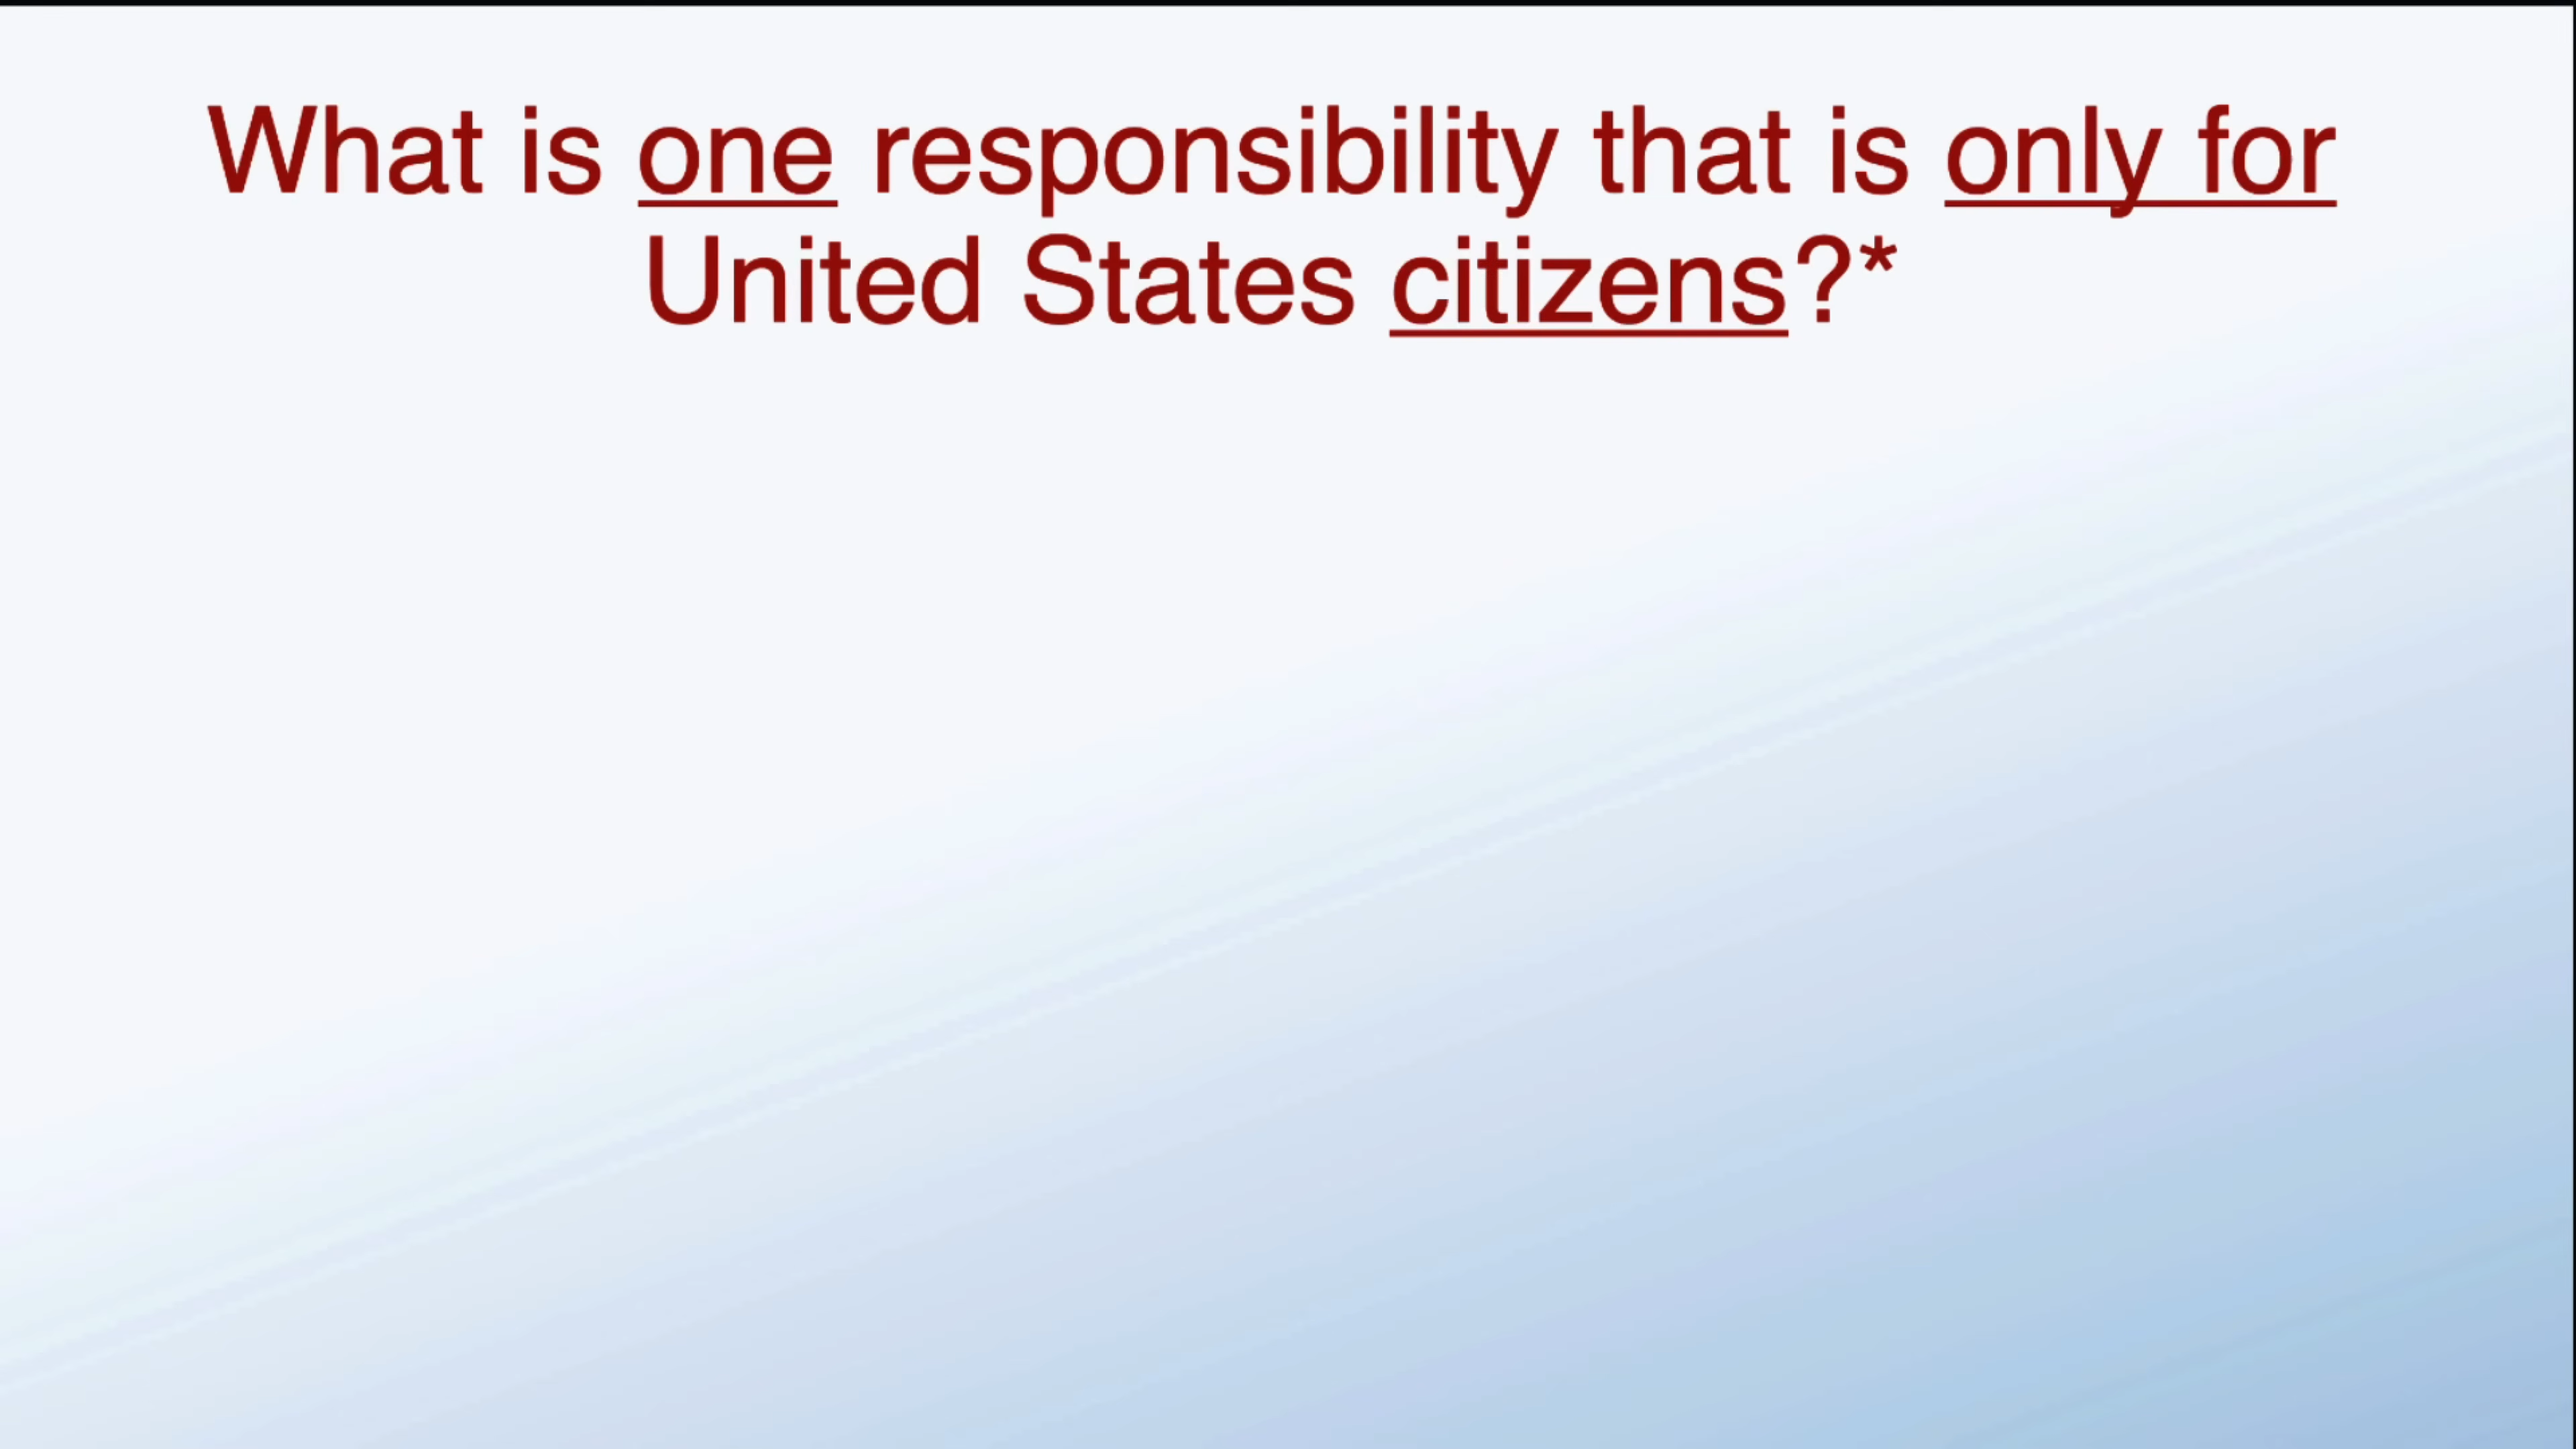 What is one responsibility that is only for
United States citizens?*